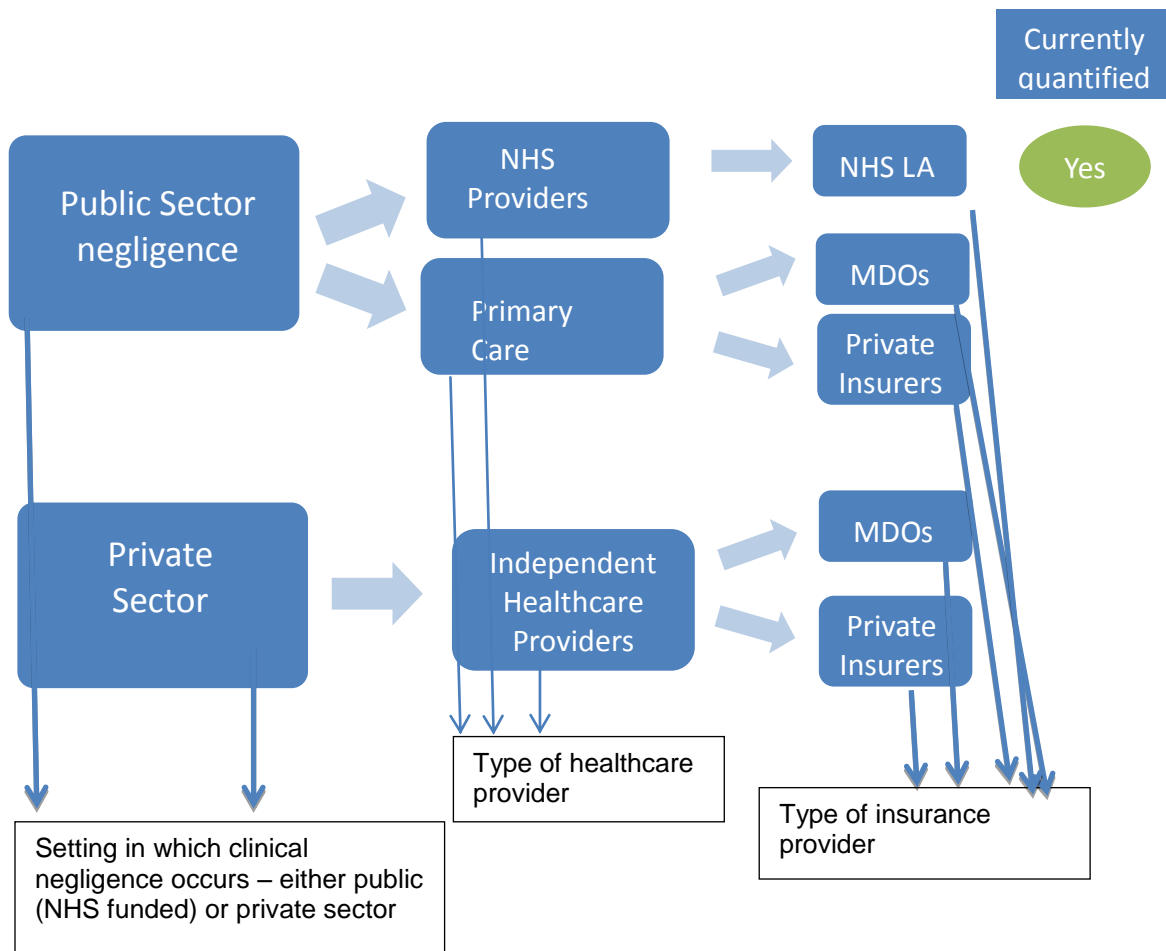 Currently
quantified
Public Sector
negligence
NHS
Providers
NHS LA
Yes
Primary
Care
MDOs
Private
Insurers
Private
Sector
Independent
Healthcare
Providers
MDOs
Private
Insurers
Type of healthcare
provider
Type of insurance
provider
Setting in which clinical
negligence occurs – either public
(NHS funded) or private sector